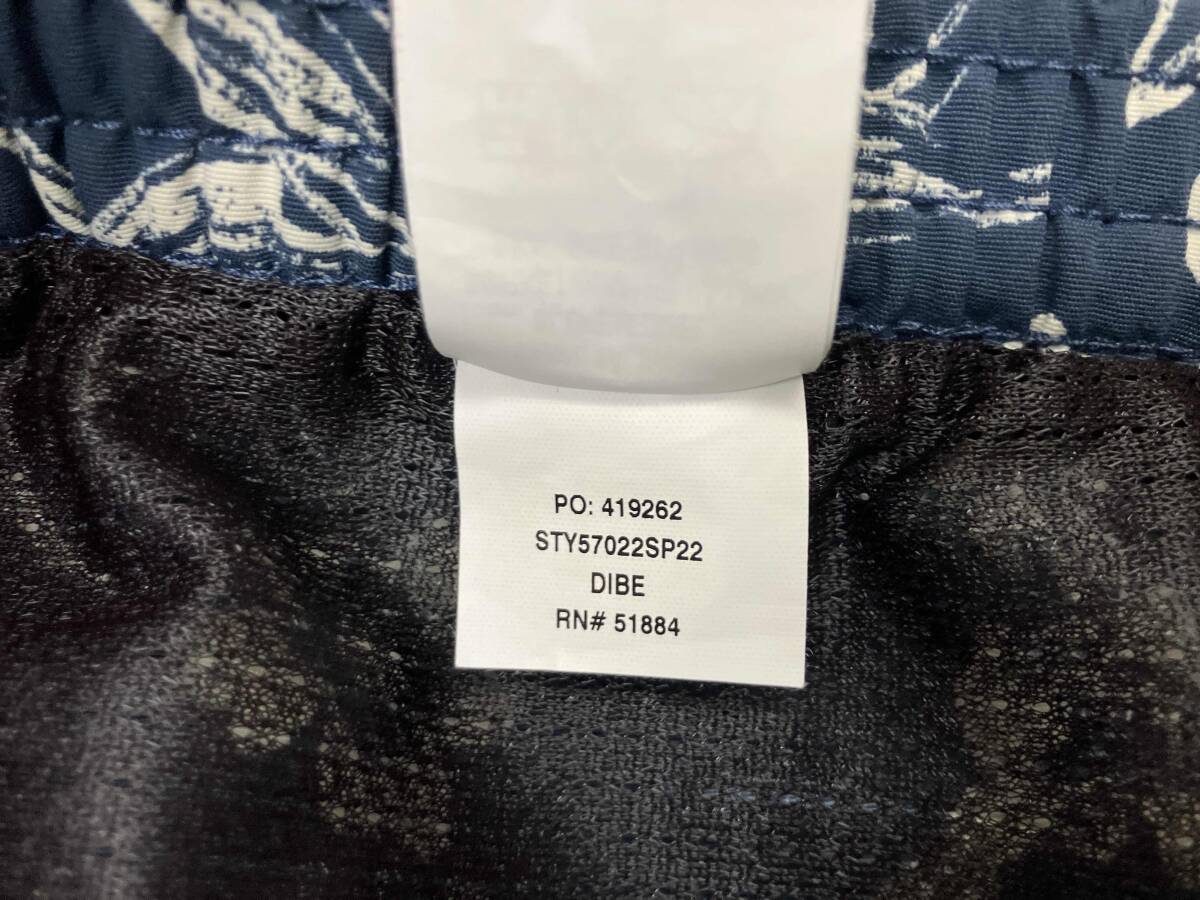 PO: 419262
STY57022SP22
DIBE
RN# 51884